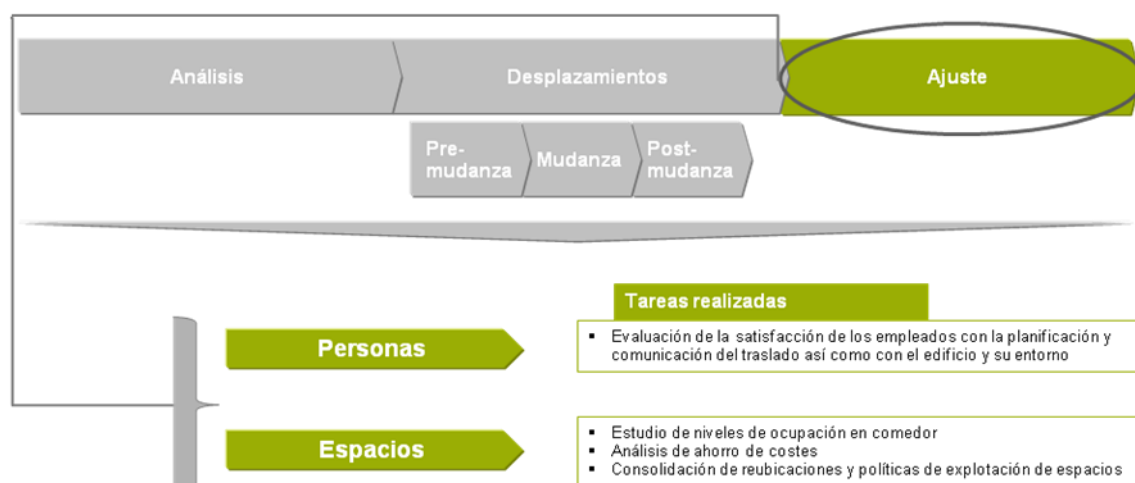 Análisis
Desplazamientos
Ajuste
Pre-
mudanza
Mudanza
Post-
mudanza
Tareas realizadas
Personas
▪ Evaluación de la satisfacción de los empleados con la planificación y
comunicación del traslado así como con el edificio y su entorno
Espacios
▪ Estudio de niveles de ocupación en comedor
▪ Análisis de ahorro de costes
▪ Consolidación de reubicaciones y políticas de explotación de espacios